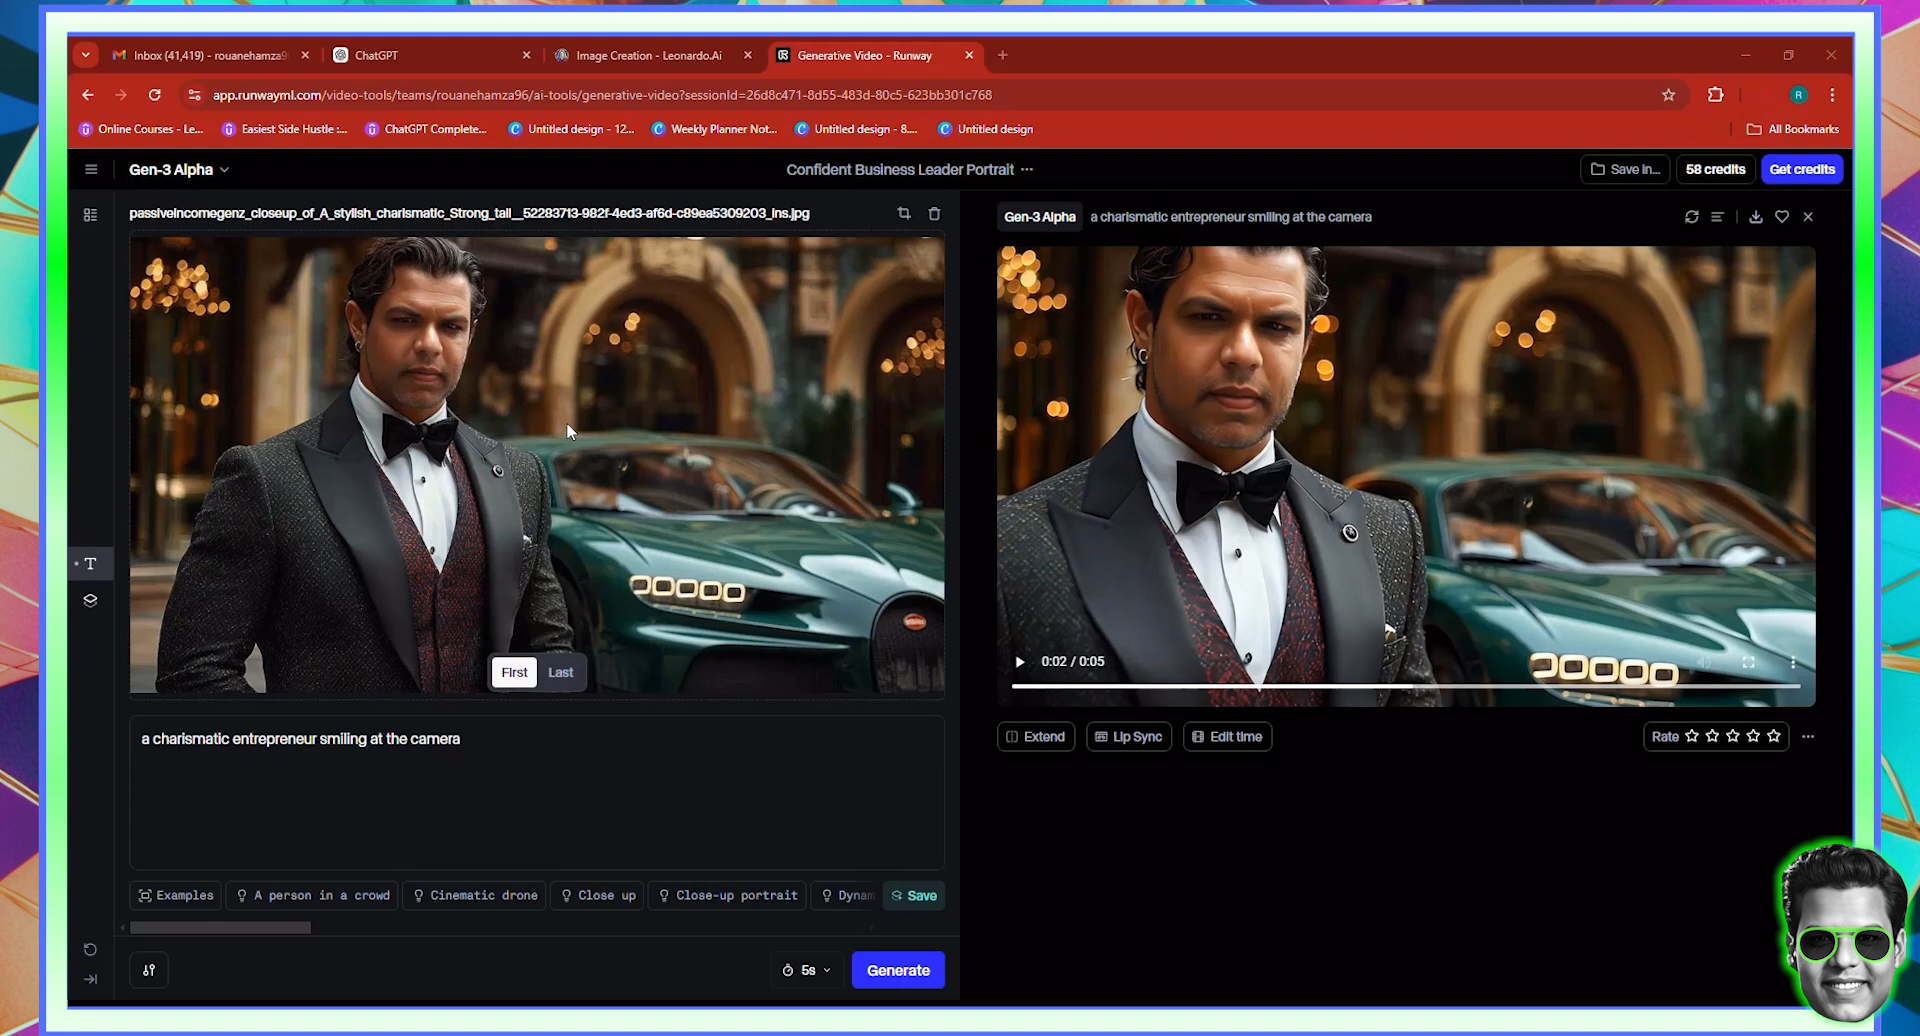 Inbox (41,419) - rouanehamza9
ChatGPT
Image Creation - Leonardo.Ai
Generative Video - Runway
app.runwayml.com/video-tools/teams/rouanehamza96/ai-tools/generative-video?sessionId=26d8c471-8d55-483d-80c5-623bb301c768
R
Online Courses - Le...
Easiest Side Hustle :...
ChatGPT Complete...
Untitled design - 12...
Weekly Planner Not...
Untitled design - 8....
Untitled design
All Bookmarks
Gen-3 Alpha
Confident Business Leader Portrait
Save in...
58 credits
Get credits
passiveincomegenz_closeup_of_A_stylish_charismatic_Strong_tall__52283713-982f-4ed3-af6d-c89ea5309203_ins.jpg
First
Last
a charismatic entrepreneur smiling at the camera
Examples
A person in a crowd
Cinematic drone
Close up
Close-up portrait
Dynam
Save
5s
Generate
Gen-3 Alpha
a charismatic entrepreneur smiling at the camera
0:02 / 0:05
Extend
Lip Sync
Edit time
Rate